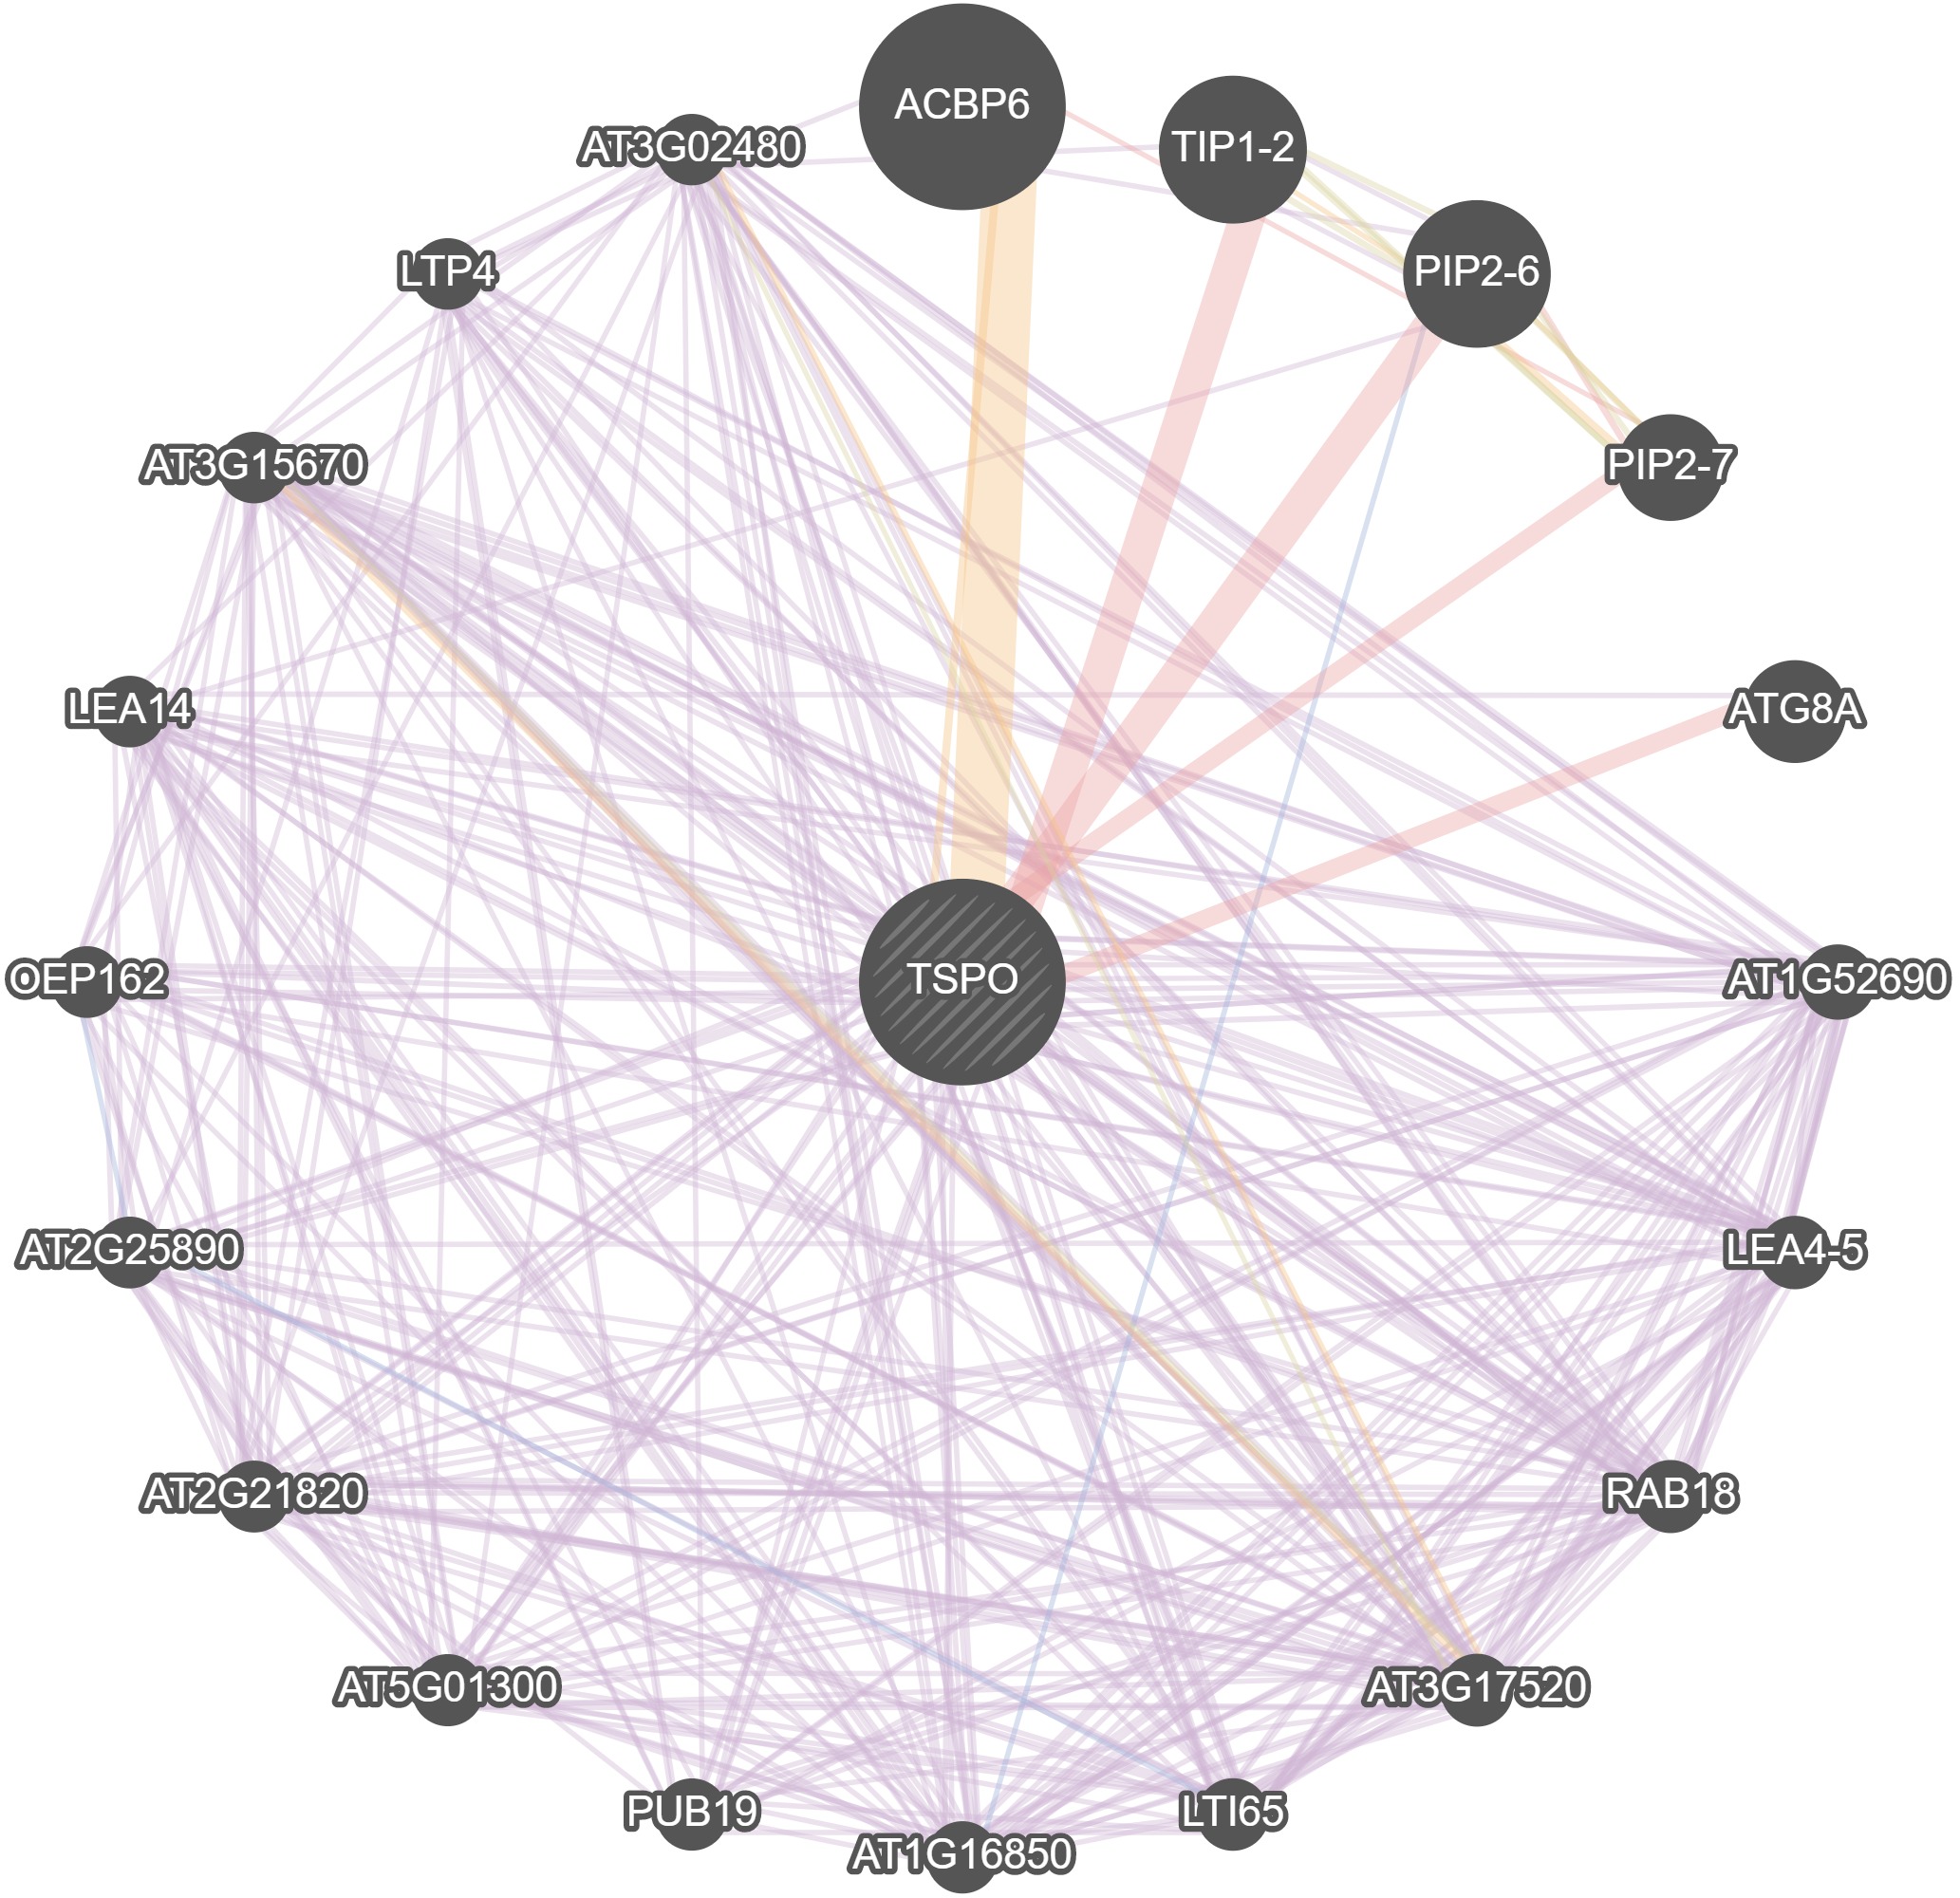 ACBP6
TIP1-2
AT3G02480
PIP2-6
LTP4
PIP2-7
AT3G15670
ATG8A
LEA14
TSPO
OEP162
AT1G52690
AT2G25890
LEA4-5
AT2G21820
RAB18
AT5G01300
AT3G17520
PUB19
LTI65
AT1G16850